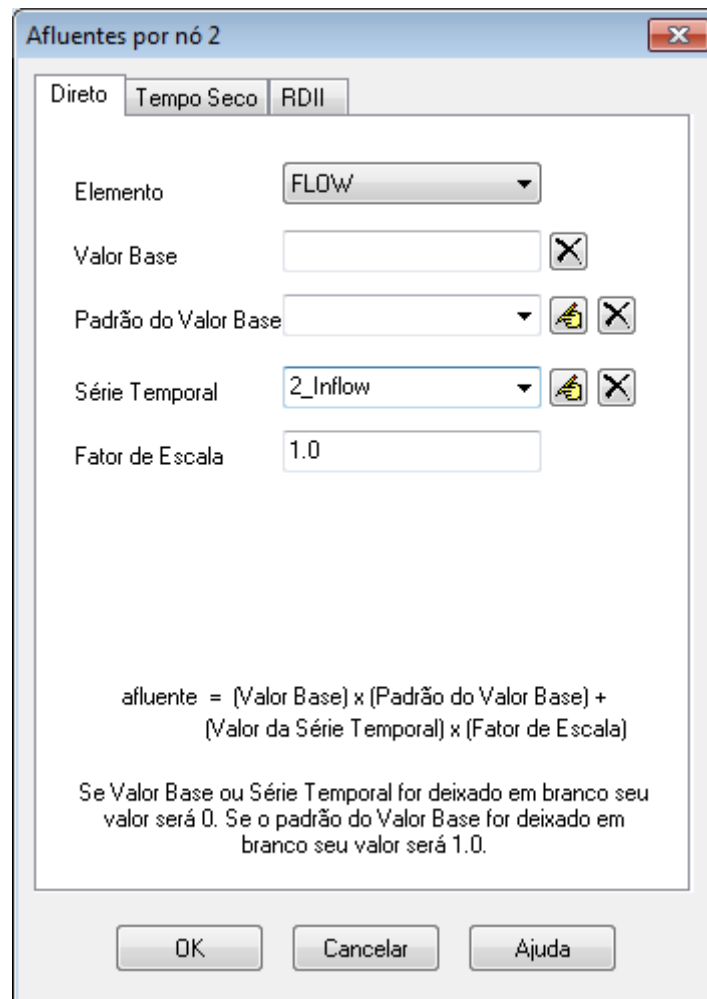 Afluentes por nó 2
Direto Tempo Seco RDII
Elemento FLOW
Valor Base
Padrão do Valor Base
Série Temporal 2_Inflow
Fator de Escala 1.0
afluente = (Valor Base) x (Padrão do Valor Base) +
(Valor da Série Temporal) x (Fator de Escala)
Se Valor Base ou Série Temporal for deixado em branco seu
valor será 0. Se o padrão do Valor Base for deixado em
branco seu valor será 1.0.
OK Cancelar Ajuda